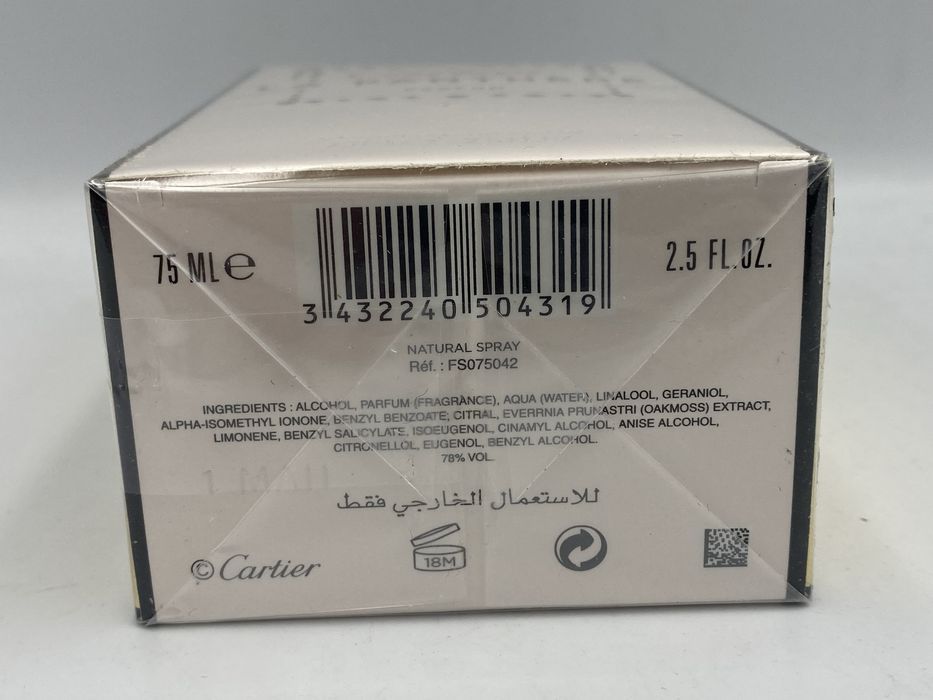 75 ML e
2.5 FL.OZ.
3 432240 504319
NATURAL SPRAY
Réf. : FS075042
INGREDIENTS : ALCOHOL, PARFUM (FRAGRANCE), AQUA (WATER), LINALOOL, GERANIOL,
ALPHA-ISOMETHYL IONONE, BENZYL BENZOATE, CITRAL, EVERRNIA PRUNASTRI (OAKMOSS) EXTRACT,
LIMONENE, BENZYL SALICYLATE, ISOEUGENOL, CINAMYL ALCOHOL, ANISE ALCOHOL,
CITRONELLOL, EUGENOL, BENZYL ALCOHOL.
78% VOL.
للاستعمال الخارجي فقط
© Cartier
18M